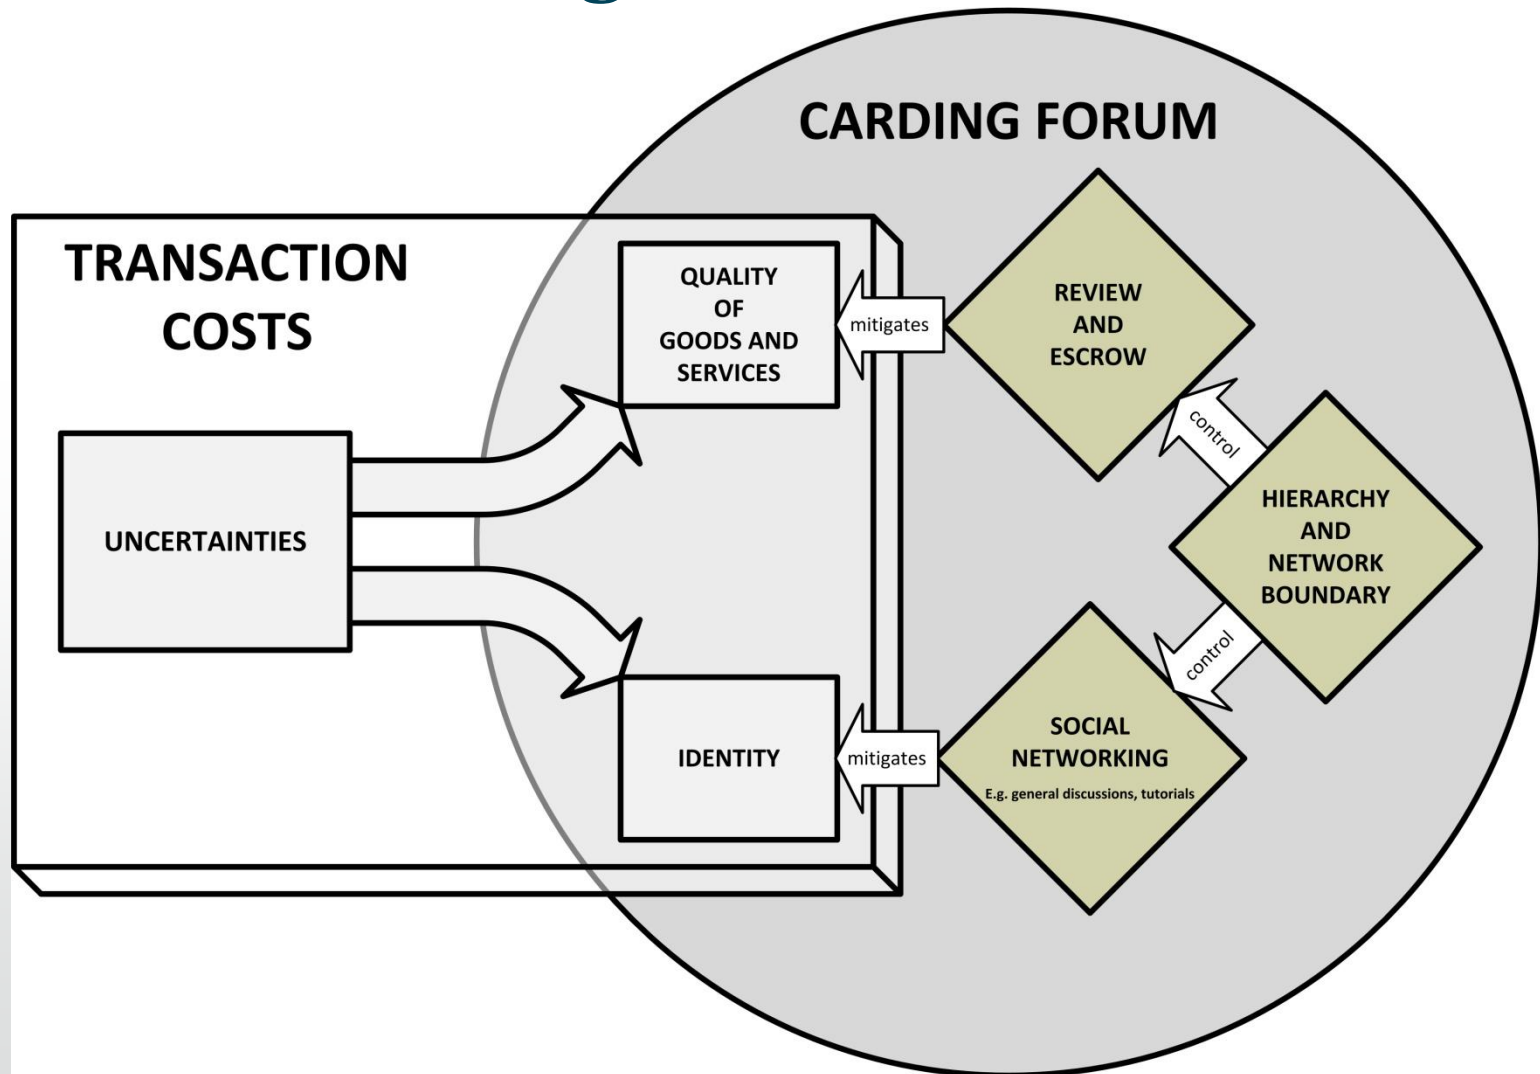 CARDING FORUM
TRANSACTION
COSTS
QUALITY
OF
GOODS AND
SERVICES
mitigates
REVIEW
AND
ESCROW
control
HIERARCHY
AND
NETWORK
BOUNDARY
UNCERTAINTIES
control
IDENTITY
mitigates
SOCIAL
NETWORKING
E.g. general discussions, tutorials